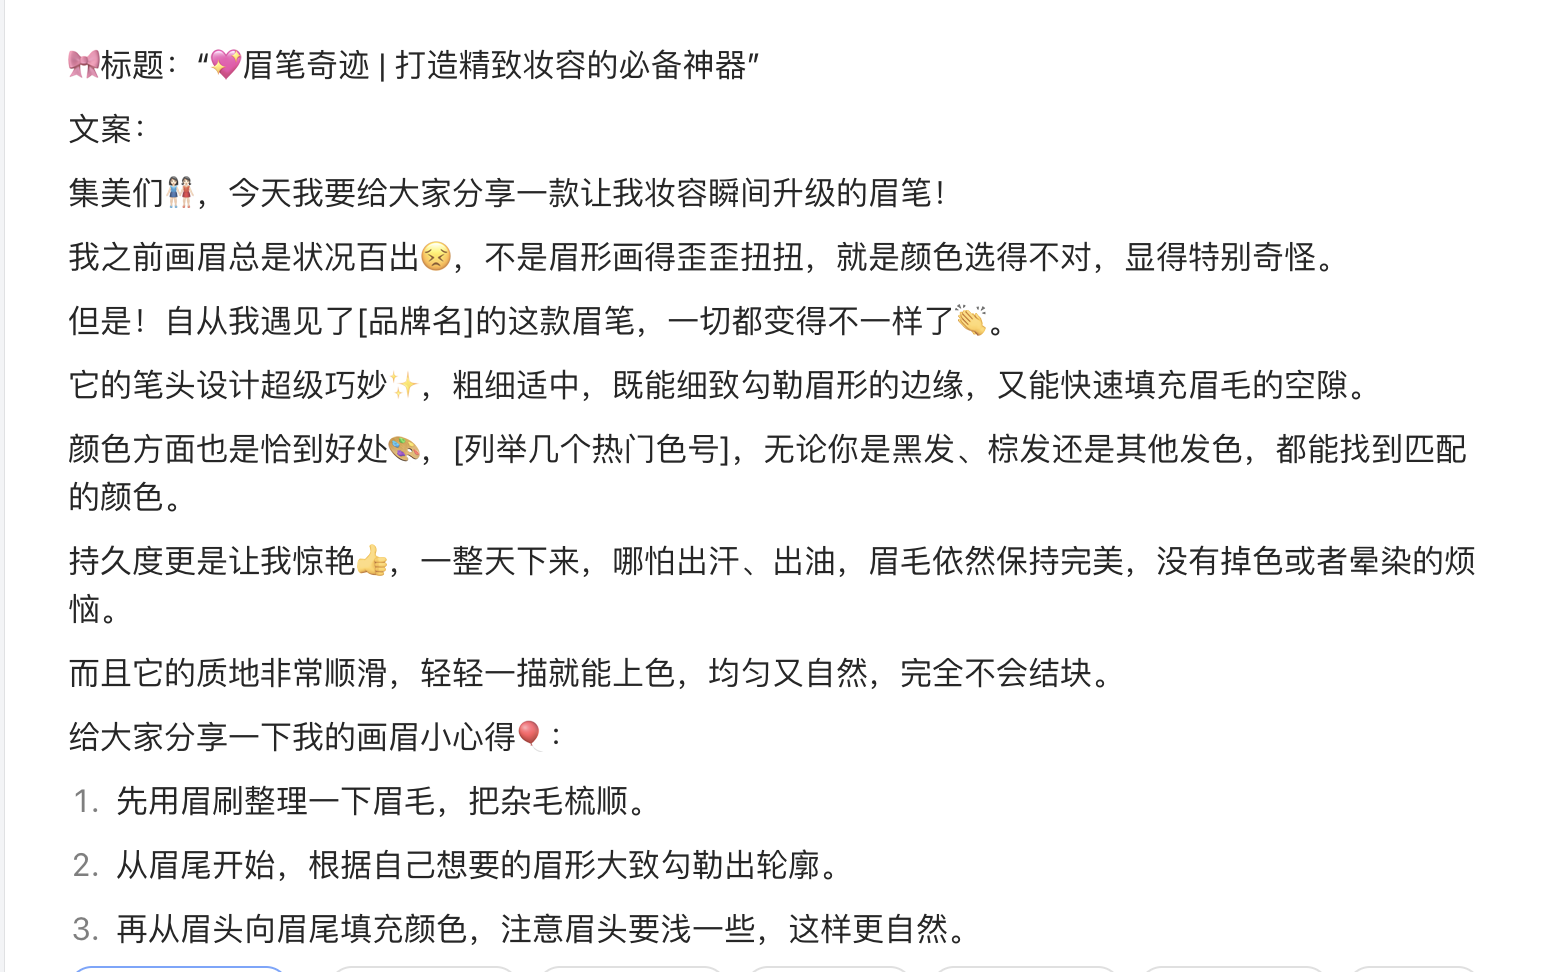 🎀标题：“💖眉笔奇迹 | 打造精致妆容的必备神器”
文案：
集美们👭，今天我要给大家分享一款让我妆容瞬间升级的眉笔！
我之前画眉总是状况百出😣，不是眉形画得歪歪扭扭，就是颜色选得不对，显得特别奇怪。
但是！自从我遇见了[品牌名]的这款眉笔，一切都变得不一样了👏。
它的笔头设计超级巧妙✨，粗细适中，既能细致勾勒眉形的边缘，又能快速填充眉毛的空隙。
颜色方面也是恰到好处🎨，[列举几个热门色号]，无论你是黑发、棕发还是其他发色，都能找到匹配
的颜色。
持久度更是让我惊艳👍，一整天下来，哪怕出汗、出油，眉毛依然保持完美，没有掉色或者晕染的烦
恼。
而且它的质地非常顺滑，轻轻一描就能上色，均匀又自然，完全不会结块。
给大家分享一下我的画眉小心得🎈：
1. 先用眉刷整理一下眉毛，把杂毛梳顺。
2. 从眉尾开始，根据自己想要的眉形大致勾勒出轮廓。
3. 再从眉头向眉尾填充颜色，注意眉头要浅一些，这样更自然。